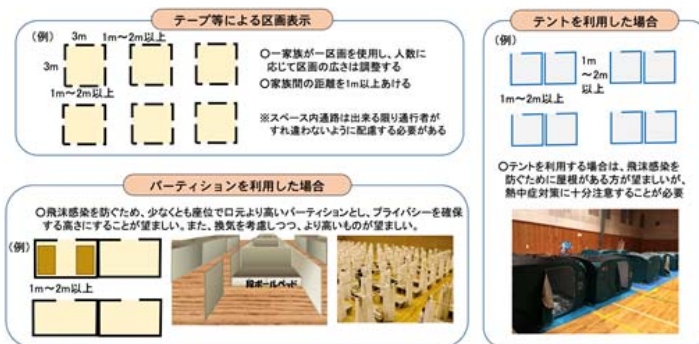 テープ等による区画表示
(例)
3m
1m～2m以上
3m
1m～2m以上
○一家族が一区画を使用し、人数に
応じて区画の広さは調整する
○家族間の距離を1m以上あける
※スペース内通路は出来る限り通行者が
すれ違わないように配慮する必要がある
パーティションを利用した場合
○飛沫感染を防ぐため、少なくとも座位で口元より高いパーティションとし、プライバシーを確保
する高さにすることが望ましい。また、換気を考慮しつつ、より高いものが望ましい。
(例)
1m～2m以上
段ボールベッド
テントを利用した場合
(例)
1m
～2m
以上
1m～2m以上
○テントを利用する場合は、飛沫感染を
防ぐために屋根がある方が望ましいが、
熱中症対策に十分注意することが必要